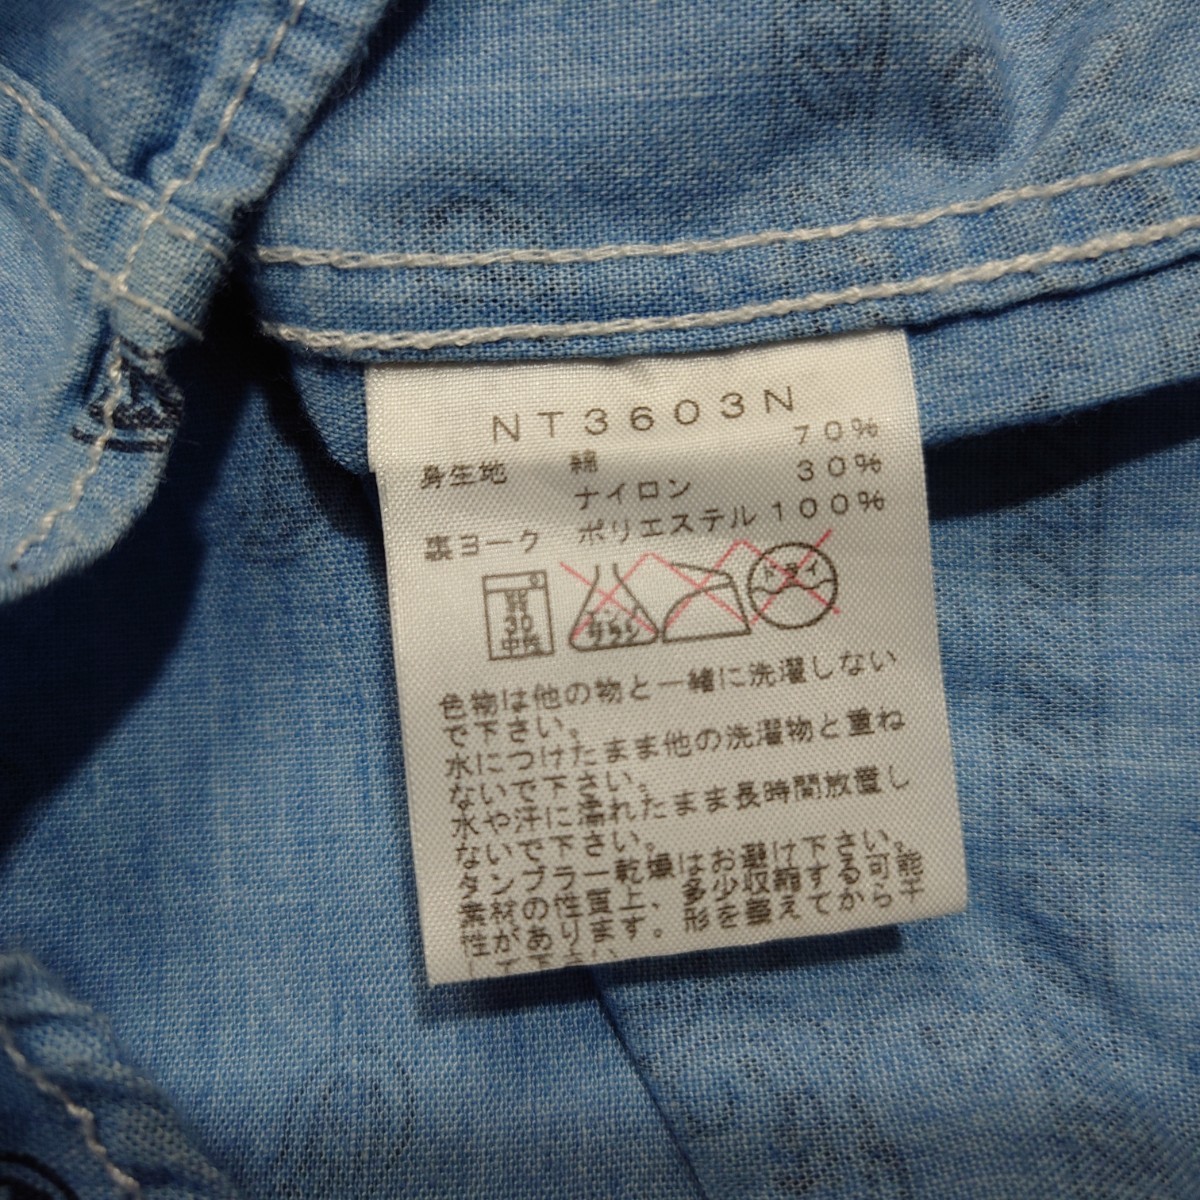 NT3603N
身生地 綿 70%
ナイロン 30%
裏ヨーク ポリエステル 100%
弱 30 中性
エンソ サラシ
ドライ
色物は他の物と一緒に洗濯しない
で下さい。
水につけたまま他の洗濯物と重ね
ないで下さい。
水や汗に濡れたまま長時間放置し
ないで下さい。
タンブラー乾燥はお避け下さい。
素材の性質上、多少収縮する可能
性があります。形を整えてから干
して下さい